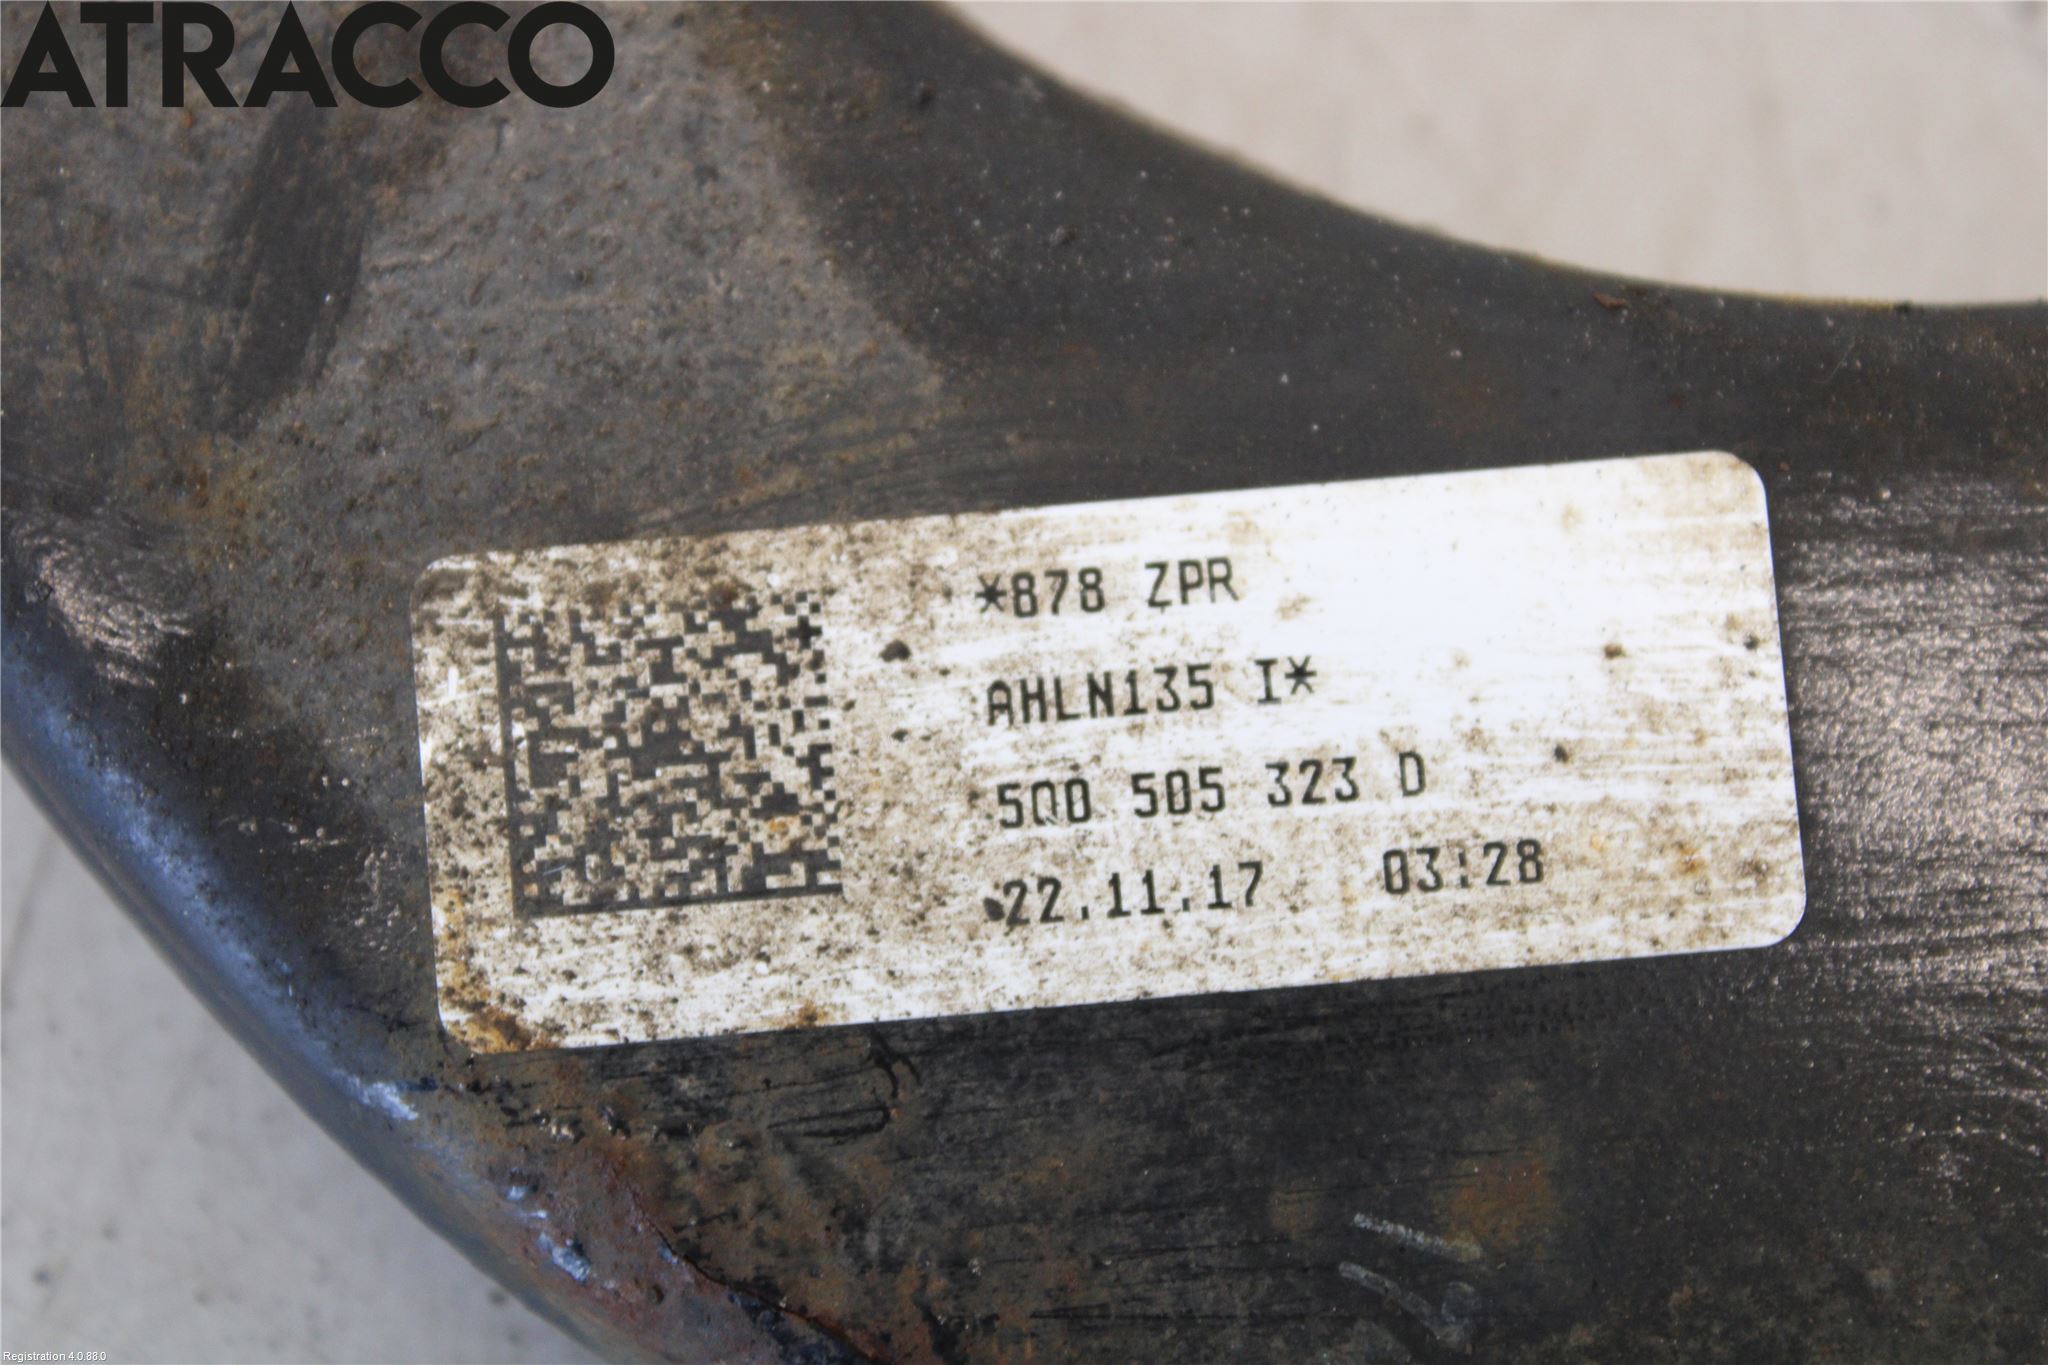 ATRACCO
*878 ZPR
AHLN135 I*
5Q0 505 323 D
22.11.17 03:28
Registration 4.0.88.0